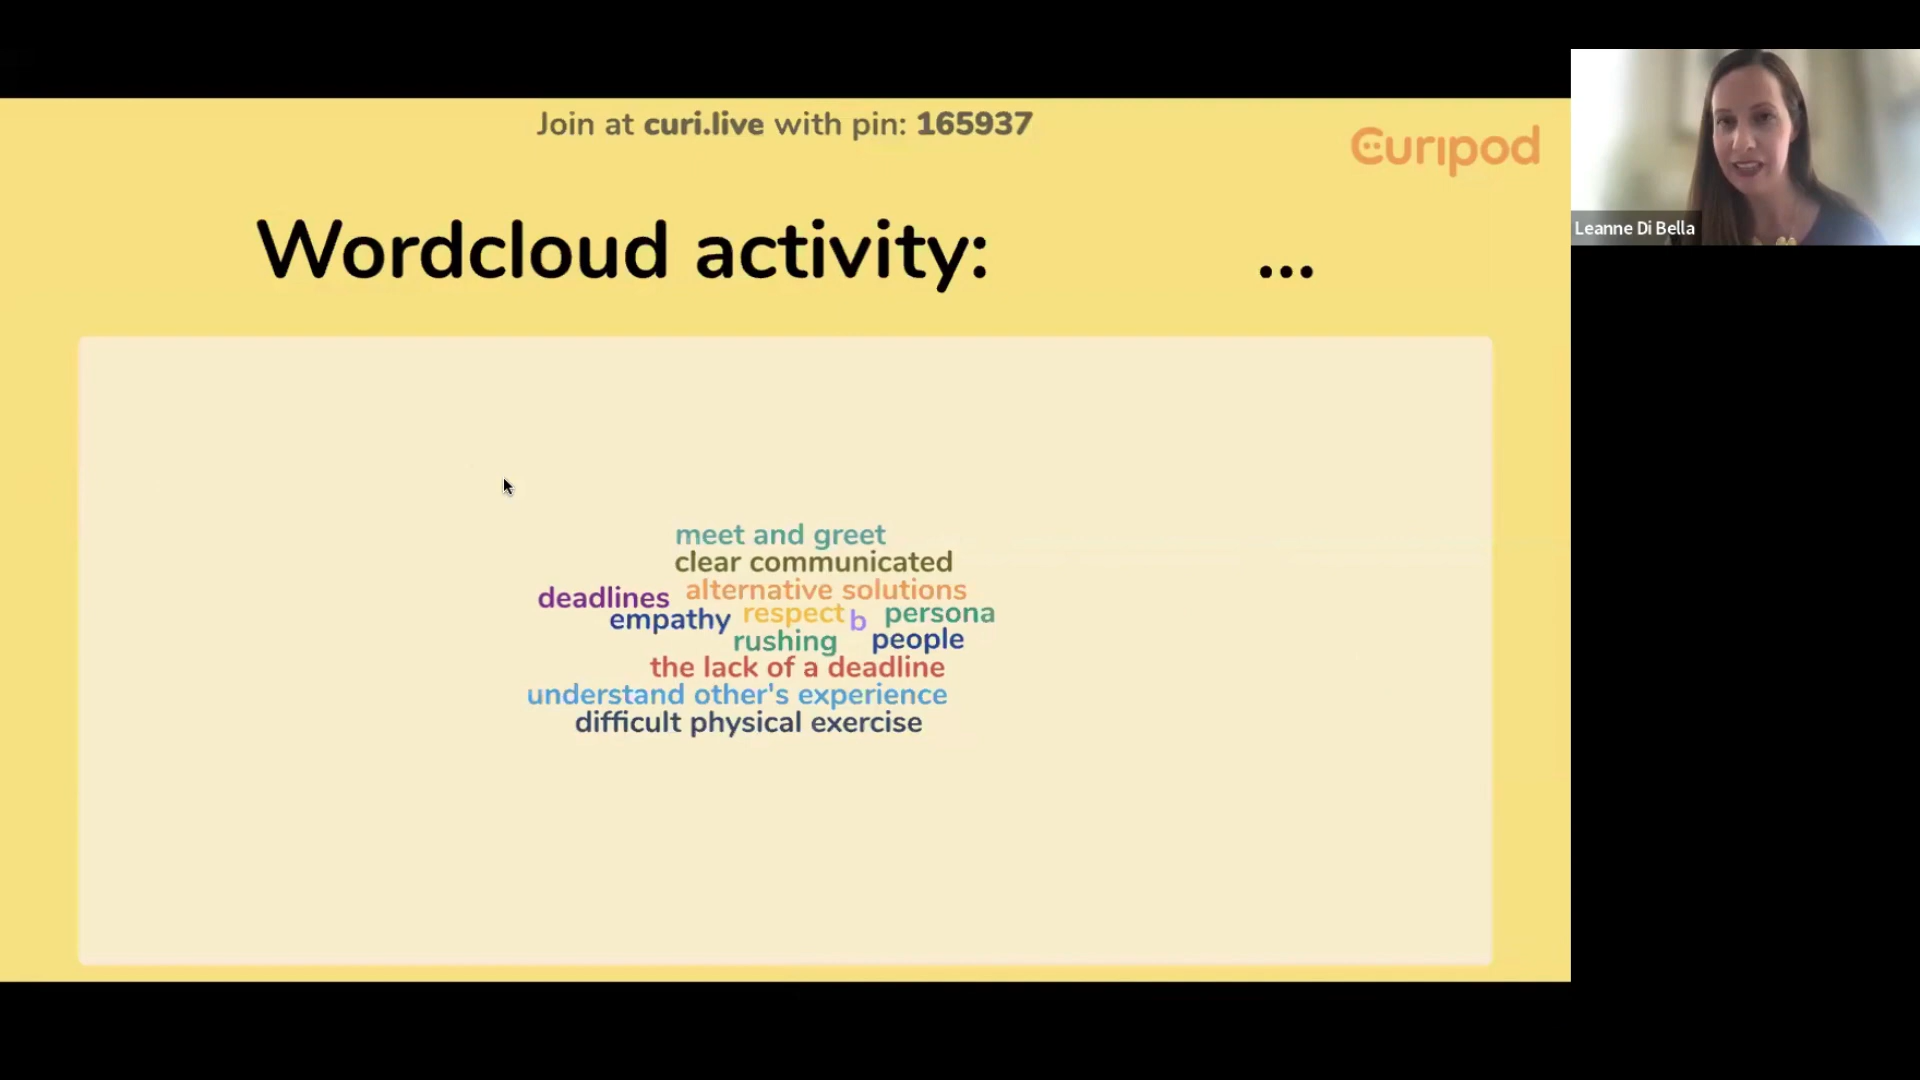 Join at curi.live with pin: 165937
Curipod
Leanne Di Bella
Wordcloud activity: ...
meet and greet
clear communicated
alternative solutions
deadlines
empathy respect b persona
rushing people
the lack of a deadline
understand other's experience
difficult physical exercise